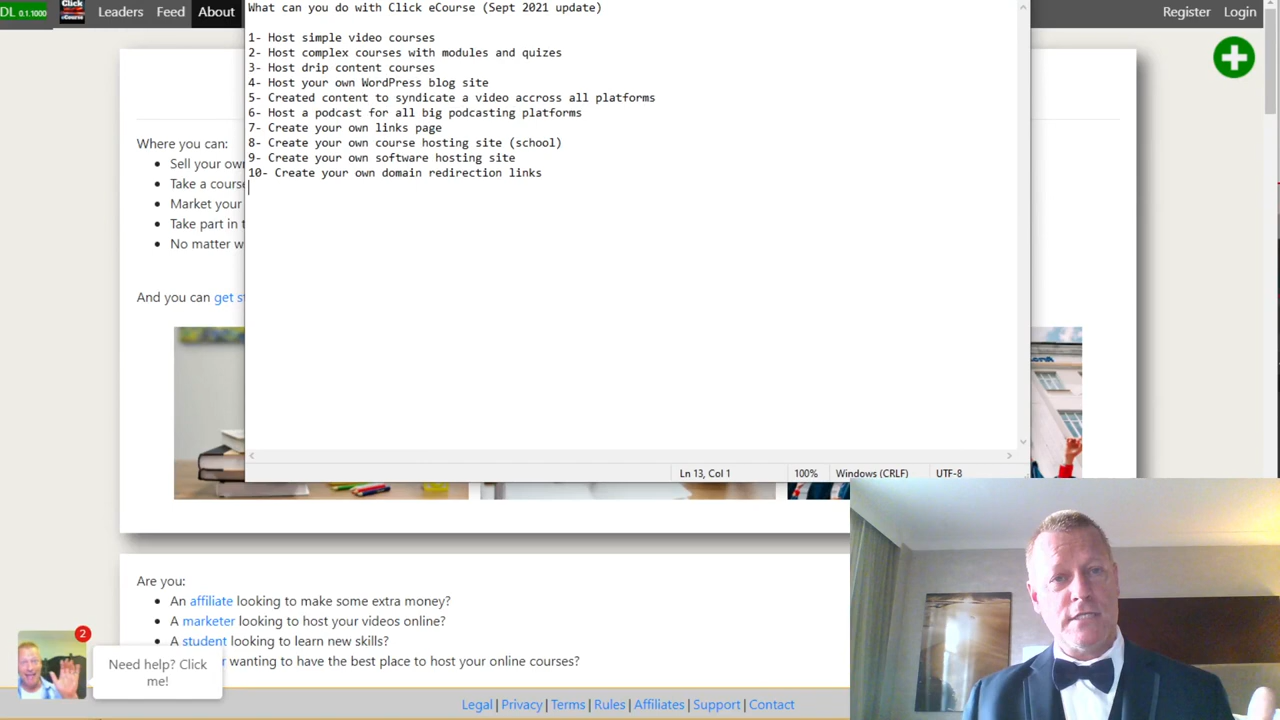 DL 0.1.1000
Click eCourse
Leaders
Feed
About
Register
Login
What can you do with Click eCourse (Sept 2021 update)
1- Host simple video courses
2- Host complex courses with modules and quizes
3- Host drip content courses
4- Host your own WordPress blog site
5- Created content to syndicate a video accross all platforms
6- Host a podcast for all big podcasting platforms
7- Create your own links page
8- Create your own course hosting site (school)
9- Create your own software hosting site
10- Create your own domain redirection links
Where you can:
Sell your own
Take a course
Market your
Take part in t
No matter w
And you can get st
Ln 13, Col 1
100%
Windows (CRLF)
UTF-8
Are you:
An affiliate looking to make some extra money?
A marketer looking to host your videos online?
A student looking to learn new skills?
wanting to have the best place to host your online courses?
2
Need help? Click
me!
Legal | Privacy | Terms | Rules | Affiliates | Support | Contact